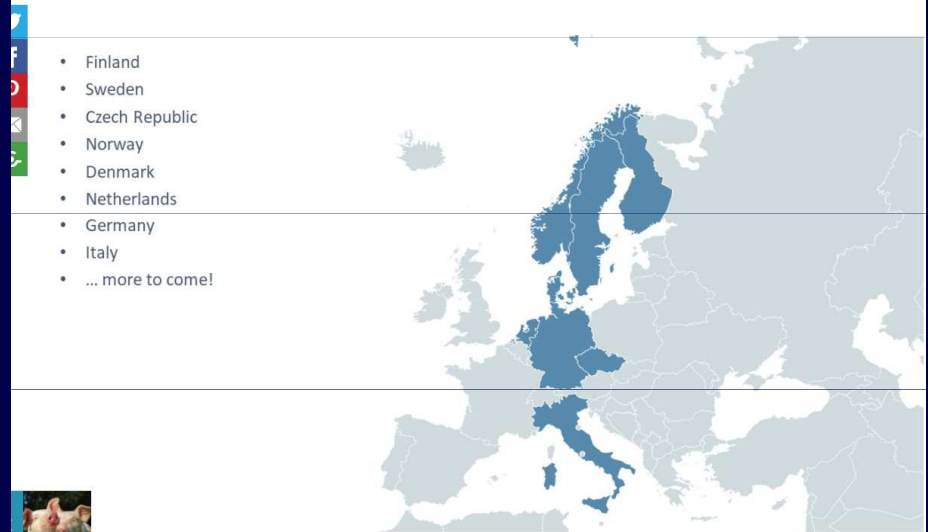 • Finland
• Sweden
• Czech Republic
• Norway
• Denmark
• Netherlands
• Germany
• Italy
• ... more to come!